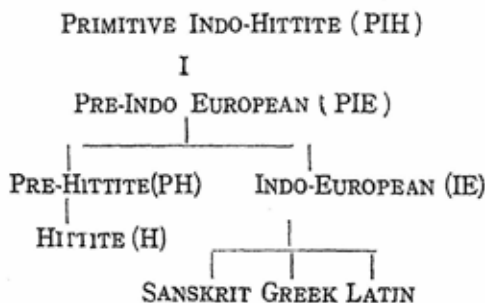 PRIMITIVE INDO-HITTITE (PIH)
I
PRE-INDO EUROPEAN (PIE)
PRE-HITTITE(PH) INDO-EUROPEAN (IE)
HITTITE (H)
SANSKRIT GREEK LATIN